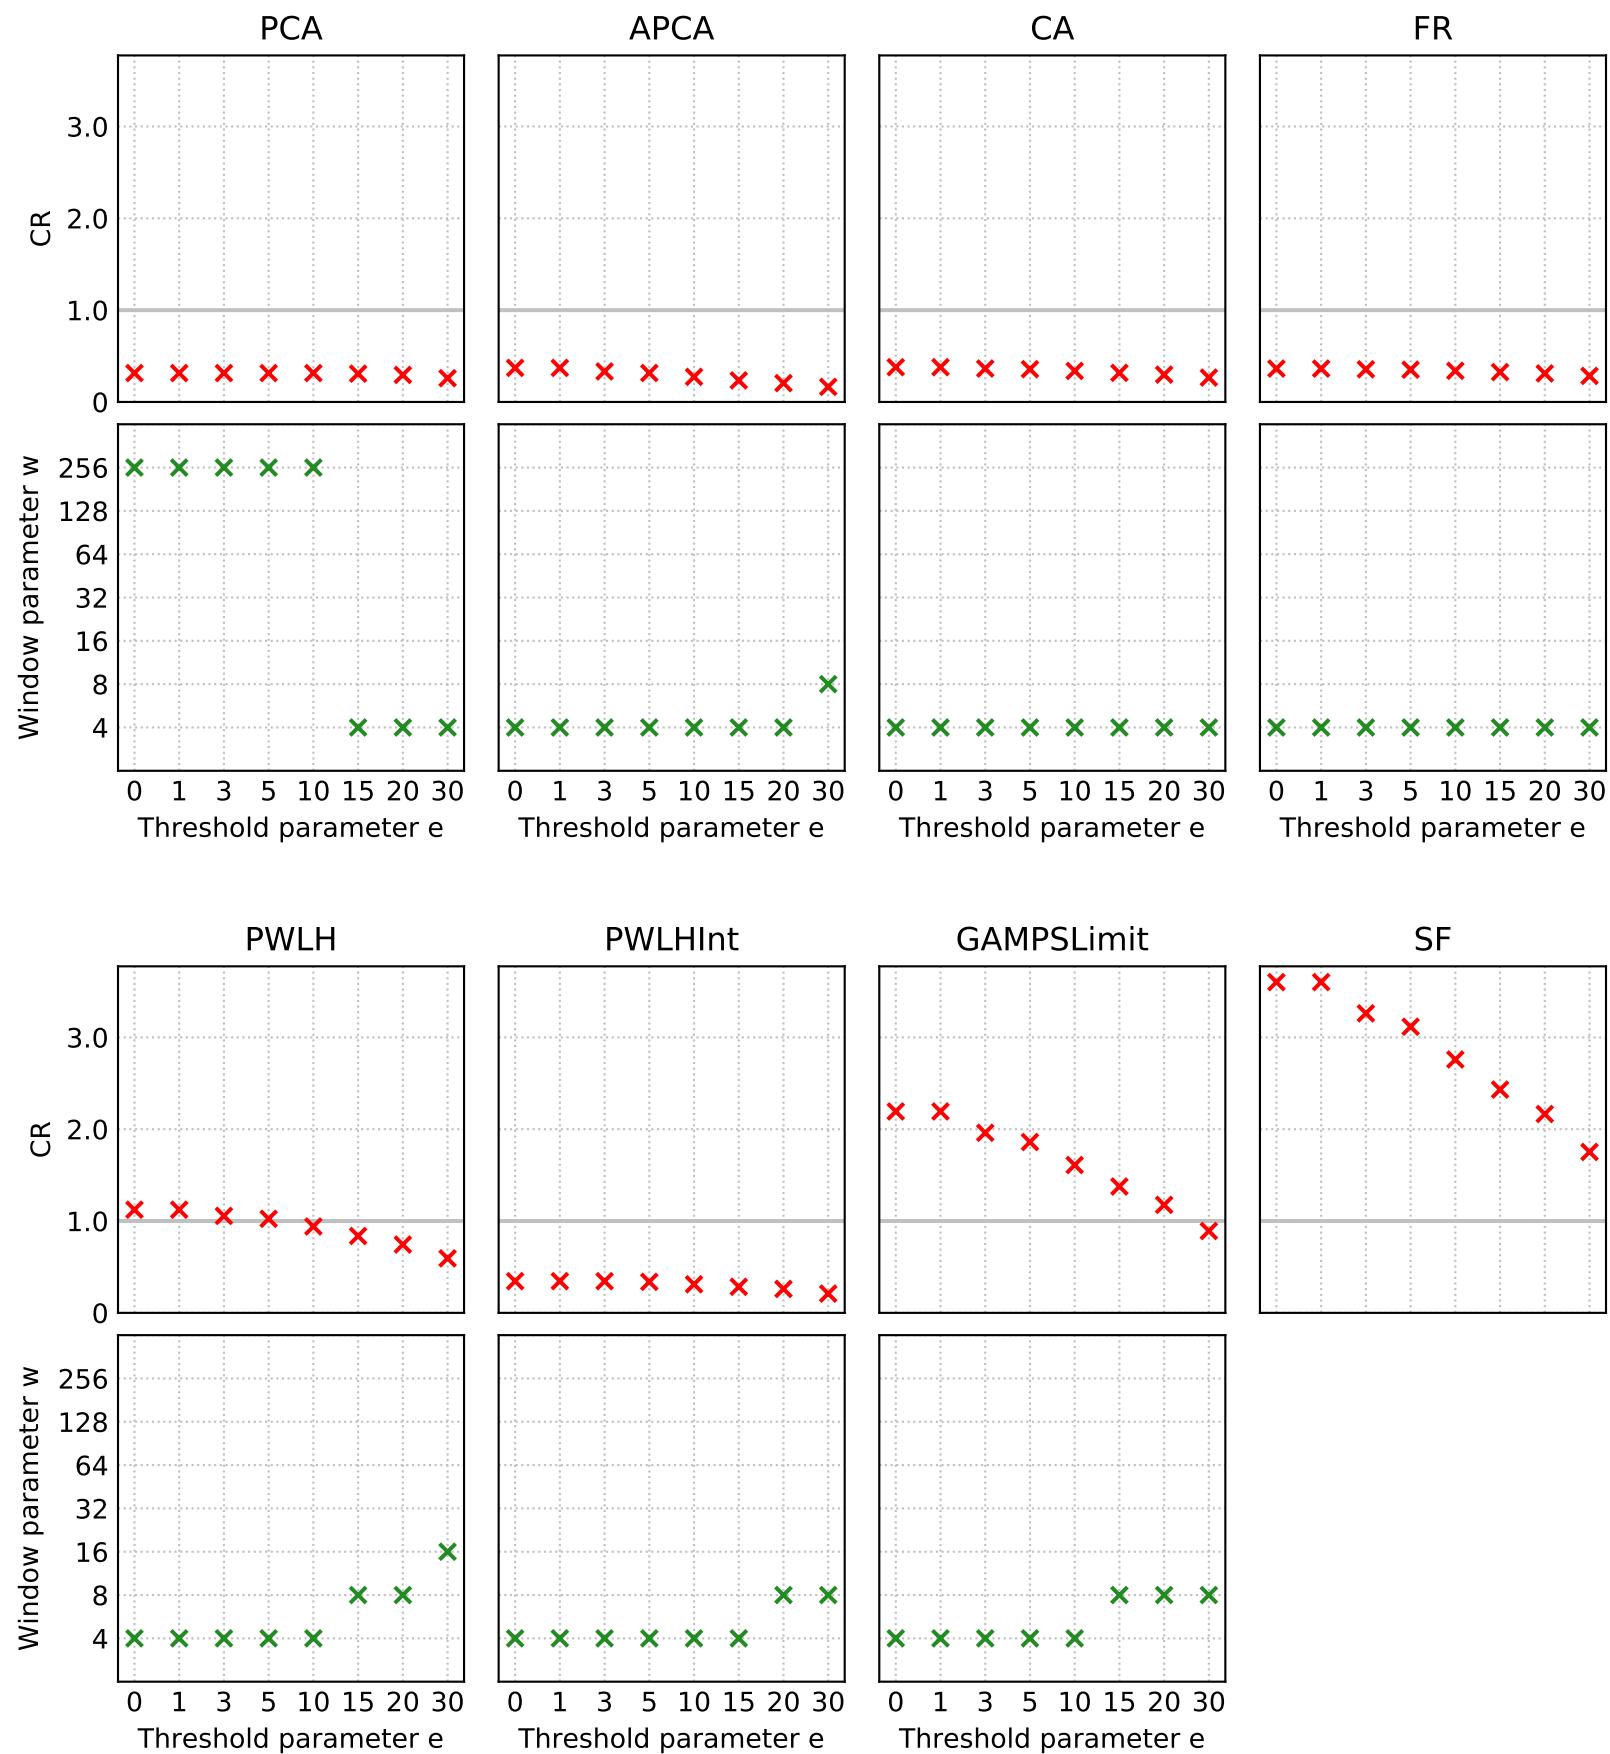 PCA APCA CA FR
3.0
2.0
1.0
0
CR
256
128
64
32
16
8
4
Window parameter w
0 1 3 5 10 15 20 30 0 1 3 5 10 15 20 30 0 1 3 5 10 15 20 30 0 1 3 5 10 15 20 30
Threshold parameter e Threshold parameter e Threshold parameter e Threshold parameter e
PWLH PWLHInt GAMPSLimit SF
3.0
2.0
1.0
0
CR
256
128
64
32
16
8
4
Window parameter w
0 1 3 5 10 15 20 30 0 1 3 5 10 15 20 30 0 1 3 5 10 15 20 30
Threshold parameter e Threshold parameter e Threshold parameter e